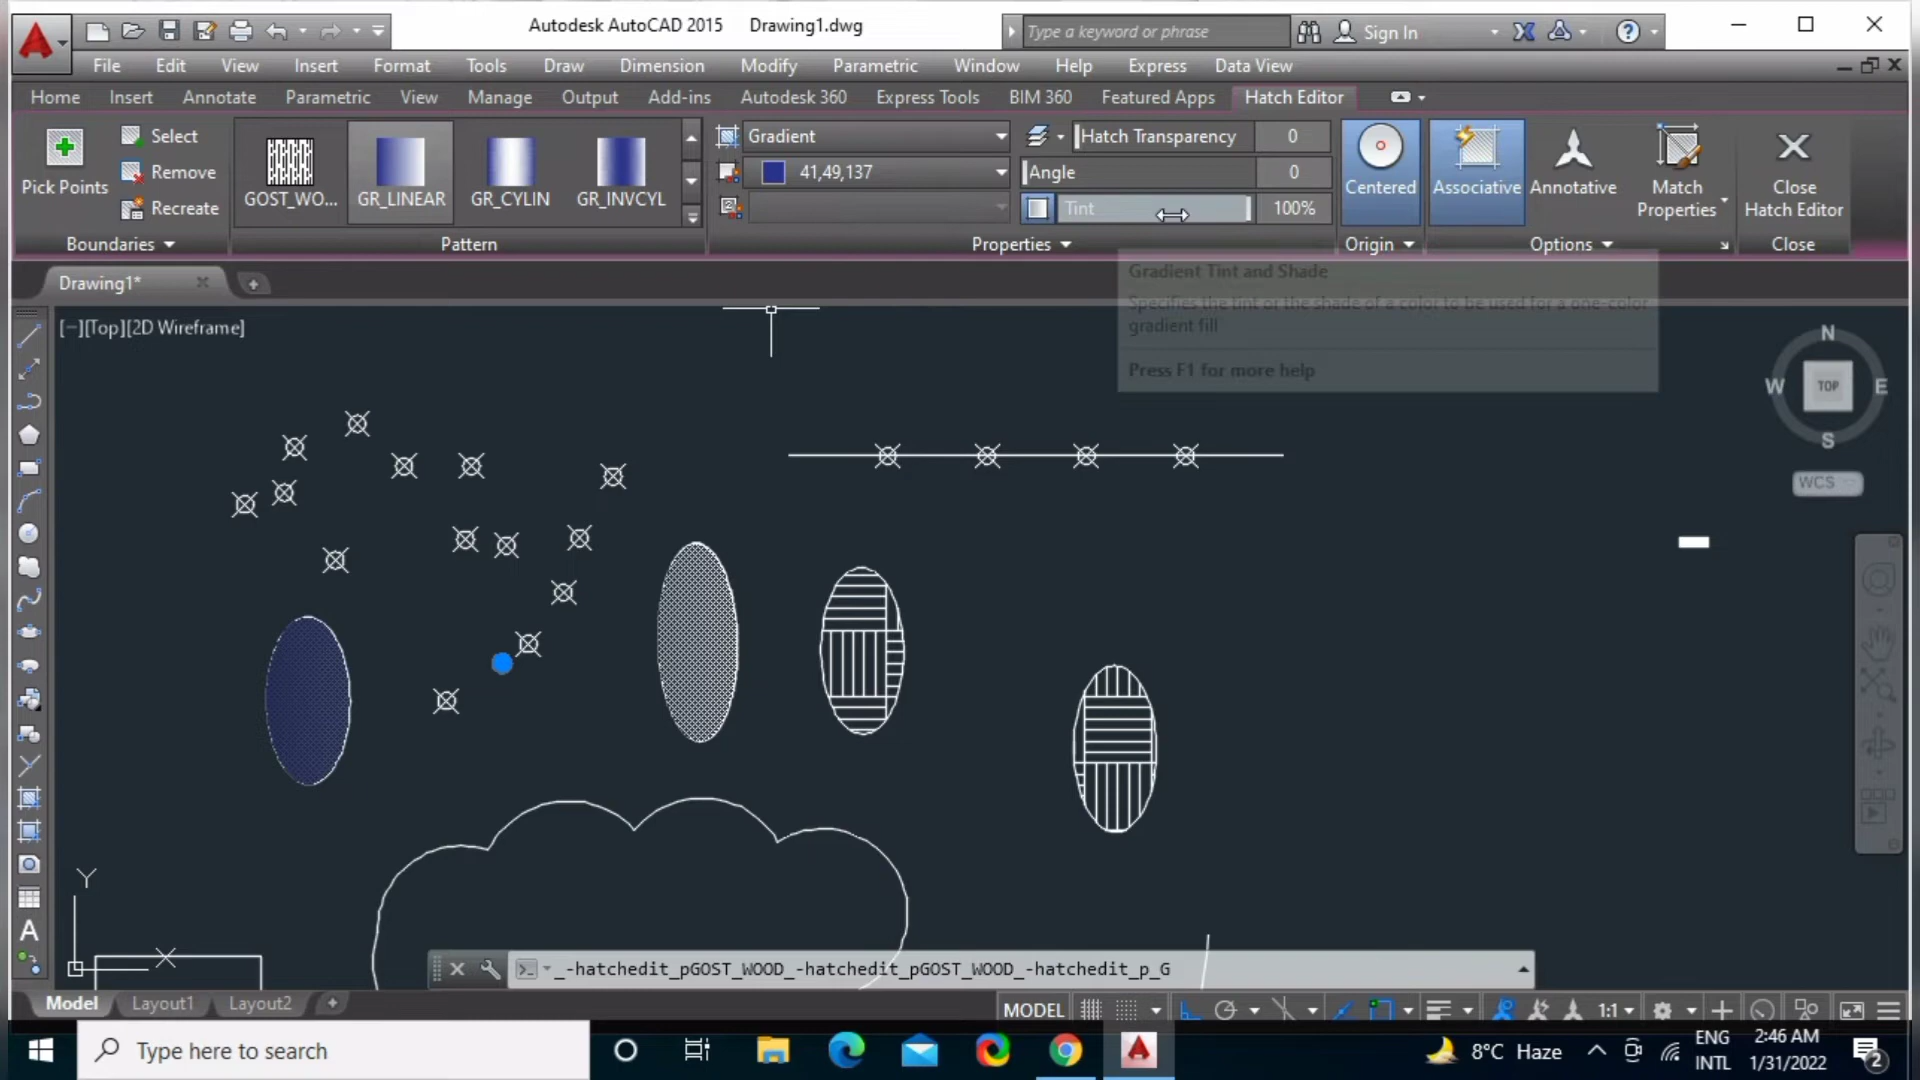 Autodesk AutoCAD 2015 Drawing1.dwg
Type a keyword or phrase
Sign In
File Edit View Insert Format Tools Draw Dimension Modify Parametric Window Help Express Data View
Home Insert Annotate Parametric View Manage Output Add-ins Autodesk 360 Express Tools BIM 360 Featured Apps Hatch Editor
Pick Points
Select
Remove
Recreate
Boundaries
GOST_WO... GR_LINEAR GR_CYLIN GR_INVCYL
Pattern
Gradient
41,49,137
Hatch Transparency 0
Angle 0
Tint 100%
Properties
Centered
Origin
Associative
Annotative
Match Properties
Options
Close Hatch Editor
Close
Drawing1*
Gradient Tint and Shade
Specifies the tint or the shade of a color to be used for a one-color
gradient fill
Press F1 for more help
[−][Top][2D Wireframe]
N
W TOP E
S
WCS
Y
X
A
_-hatchedit_pGOST_WOOD_-hatchedit_pGOST_WOOD_-hatchedit_p_G
Model Layout1 Layout2
MODEL 1:1
Type here to search
8°C Haze
ENG
INTL
2:46 AM
1/31/2022
2